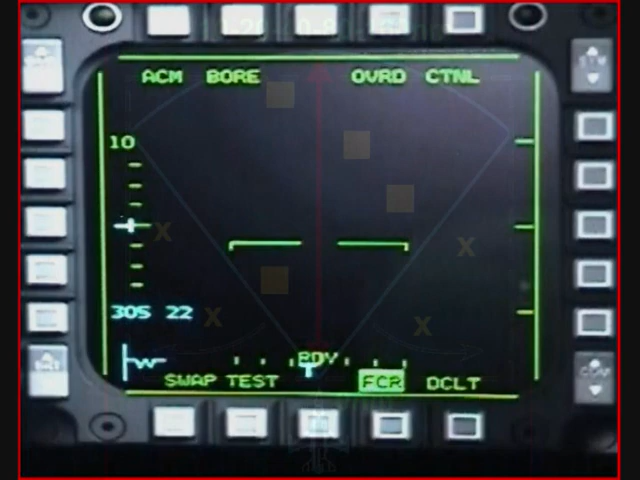 ACM BORE OVRD CTNL
10
305 22
RDY
SWAP TEST FCR DCLT